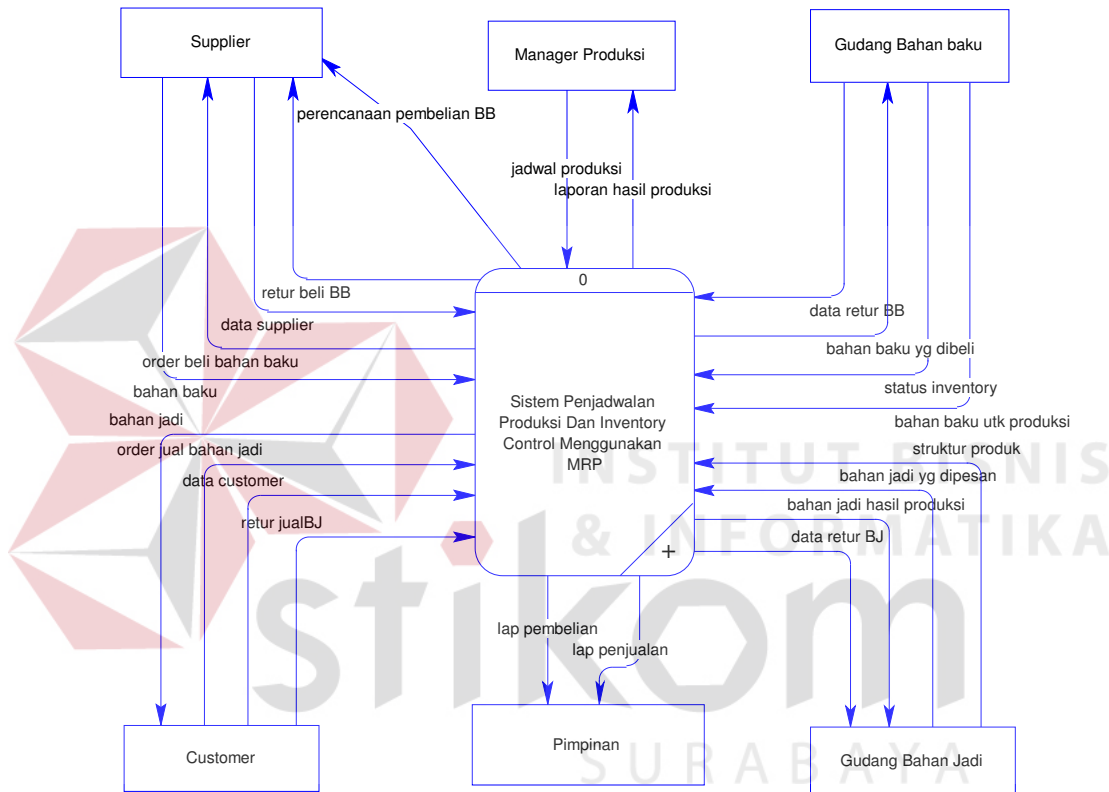 Supplier
Manager Produksi
Gudang Bahan baku
perencanaan pembelian BB
jadwal produksi
laporan hasil produksi
0
retur beli BB
data supplier
order beli bahan baku
bahan baku
bahan jadi
order jual bahan jadi
data customer
retur jualBJ
data retur BB
bahan baku yg dibeli
status inventory
bahan baku utk produksi
struktur produk
bahan jadi yg dipesan
bahan jadi hasil produksi
data retur BJ
Sistem Penjadwalan
Produksi Dan Inventory
Control Menggunakan
MRP
+
lap pembelian
lap penjualan
Customer
Pimpinan
Gudang Bahan Jadi
INSTITUT BISNIS
& INFORMATIKA
stikom
SURABAYA